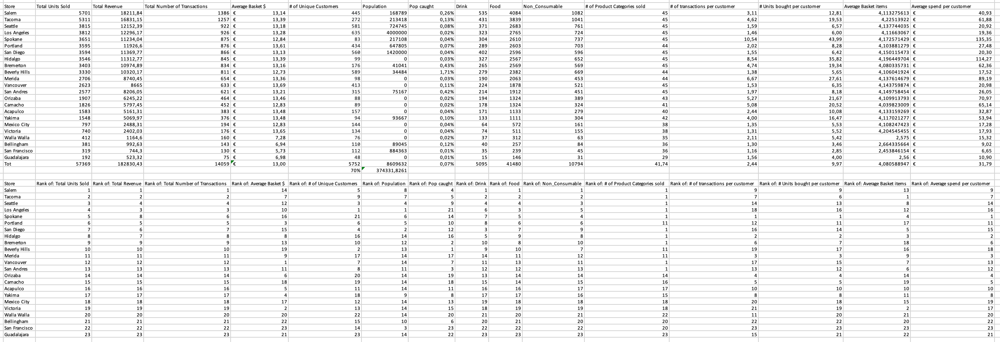 Store Total Units Sold Total Revenue Total Number of Transactions Average Basket $ # of Unique Customers Population Pop caught Drink Food Non_Consumable # of Product Categories sold # of transactions per customer # Units bought per customer Average Basket items Average spend per customer
Salem 5701 18211,84 1386 € 13,14 445 168789 0,26% 535 4084 1082 45 3,11 12,81 4,113275613 € 40,93
Tacoma 5311 16831,15 1257 € 13,39 272 213418 0,13% 431 3839 1041 45 4,62 19,53 4,22513922 € 61,88
Seattle 3815 12152,39 922 € 13,18 581 724745 0,08% 371 2683 761 45 1,59 6,57 4,137744035 € 20,92
Los Angeles 3812 12296,17 926 € 13,28 635 4000000 0,02% 323 2765 724 45 1,46 6,00 4,11663067 € 19,36
Spokane 3651 11234,04 875 € 12,84 83 217108 0,04% 304 2610 737 45 10,54 43,99 4,172571429 € 135,35
Portland 3595 11926,6 876 € 13,61 434 647805 0,07% 289 2603 703 44 2,02 8,28 4,103881279 € 27,48
San Diego 3594 11369,77 866 € 13,13 560 1420000 0,04% 402 2596 596 45 1,55 6,42 4,150115473 € 20,30
Hidalgo 3546 11312,77 845 € 13,39 99 0 0,03% 327 2567 652 45 8,54 35,82 4,196449704 € 114,27
Bremerton 3403 10974,89 834 € 13,16 176 41041 0,43% 265 2569 569 45 4,74 19,34 4,080335731 € 62,36
Beverly Hills 3330 10320,17 811 € 12,73 589 34484 1,71% 279 2382 669 44 1,38 5,65 4,106041924 € 17,52
Merida 2706 8740,45 654 € 13,36 98 0 0,03% 190 2063 453 44 6,67 27,61 4,137614679 € 89,19
Vancouver 2623 8665 633 € 13,69 413 0 0,11% 224 1878 521 45 1,53 6,35 4,143759874 € 20,98
San Andres 2577 8206,05 621 € 13,21 315 75167 0,42% 214 1912 451 45 1,97 8,18 4,149758454 € 26,05
Orizaba 1907 6245,22 464 € 13,46 88 0 0,02% 194 1324 389 43 5,27 21,67 4,109913793 € 70,97
Camacho 1826 5797,45 452 € 12,83 89 0 0,02% 178 1324 324 41 5,08 20,52 4,039823009 € 65,14
Acapulco 1583 5161,31 383 € 13,48 157 0 0,04% 171 1133 279 40 2,44 10,08 4,133159269 € 32,87
Yakima 1548 5069,97 376 € 13,48 94 93667 0,10% 133 1111 304 42 4,00 16,47 4,117021277 € 53,94
Mexico City 797 2488,31 194 € 12,83 144 0 0,04% 64 572 161 38 1,35 5,53 4,108247423 € 17,28
Victoria 740 2402,03 176 € 13,65 134 0 0,04% 74 511 155 38 1,31 5,52 4,204545455 € 17,93
Walla Walla 412 1164,6 160 € 7,28 76 0 0,02% 37 312 63 35 2,11 5,42 2,575 € 15,32
Bellingham 381 992,63 143 € 6,94 110 89045 0,12% 40 257 84 36 1,30 3,46 2,664335664 € 9,02
San Francisco 319 744,3 130 € 5,73 112 884363 0,01% 35 239 45 36 1,16 2,85 2,453846154 € 6,65
Guadalajara 192 523,32 75 € 6,98 48 0 0,01% 15 146 31 29 1,56 4,00 2,56 € 10,90
Tot 57369 182830,43 14059 € 13,00 5752 8609632 0,07% 5095 41480 10794 41,74 2,44 9,97 4,080588947 € 31,79
70% 374331,8261
Store Rank of: Total Units Sold Rank of: Total Revenue Rank of: Total Number of Transactions Rank of: Average Basket $ Rank of: # of Unique Customers Rank of: Population Rank of: Pop caught Rank of: Drink Rank of: Food Rank of: Non_Consumable Rank of: # of Product Categories sold Rank of: # of transactions per customer Rank of: # Units bought per customer Rank of: Average Basket items Rank of: Average spend per customer
Salem 1 1 1 14 5 8 4 1 1 1 1 9 9 13 9
Tacoma 2 2 2 7 9 7 5 2 2 2 1 7 6 1 7
Seattle 3 4 4 12 3 4 9 4 4 3 1 14 13 8 14
Los Angeles 4 3 3 10 1 1 21 6 3 5 1 18 16 12 16
Spokane 5 8 6 16 21 6 14 7 5 4 1 1 1 4 1
Portland 6 5 5 3 6 5 10 8 6 6 11 12 11 17 11
San Diego 7 6 7 15 4 2 12 3 7 9 1 16 14 5 15
Hidalgo 8 7 8 8 16 14 16 5 9 8 1 2 2 3 2
Bremerton 9 9 9 13 10 12 2 10 8 10 1 6 7 18 6
Beverly Hills 10 10 10 19 2 13 1 9 10 7 11 19 17 16 18
Merida 11 11 11 9 17 14 17 14 11 12 11 3 3 9 3
Vancouver 12 12 12 1 7 14 7 11 13 11 1 17 15 7 13
San Andres 13 13 13 11 8 11 3 12 12 13 1 13 12 6 12
Orizaba 14 14 14 6 20 14 19 13 14 14 14 4 4 14 4
Camacho 15 15 15 18 19 14 18 15 14 15 16 5 5 19 5
Acapulco 16 16 16 5 11 14 11 16 16 17 17 10 10 10 10
Yakima 17 17 17 4 18 9 8 17 17 16 15 8 8 11 8
Mexico City 18 18 18 17 12 14 13 19 18 18 18 20 18 15 19
Victoria 19 19 19 2 13 14 15 18 19 19 18 21 19 2 17
Walla Walla 20 20 20 20 22 14 20 21 20 21 22 11 20 21 20
Bellingham 21 21 21 22 15 10 6 20 21 20 20 22 22 20 22
San Francisco 22 22 22 23 14 3 23 22 22 22 20 23 23 23 23
Guadalajara 23 23 23 21 23 14 22 23 23 23 23 15 21 22 21